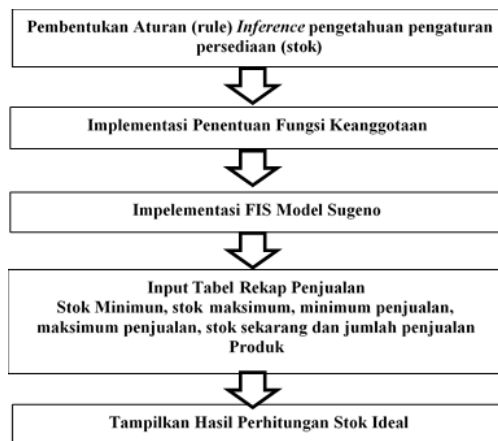 Pembentukan Aturan (rule) Inference pengetahuan pengaturan
persediaan (stok)
Implementasi Penentuan Fungsi Keanggotaan
Impelementasi FIS Model Sugeno
Input Tabel Rekap Penjualan
Stok Minimun, stok maksimum, minimum penjualan,
maksimum penjualan, stok sekarang dan jumlah penjualan
Produk
Tampilkan Hasil Perhitungan Stok Ideal